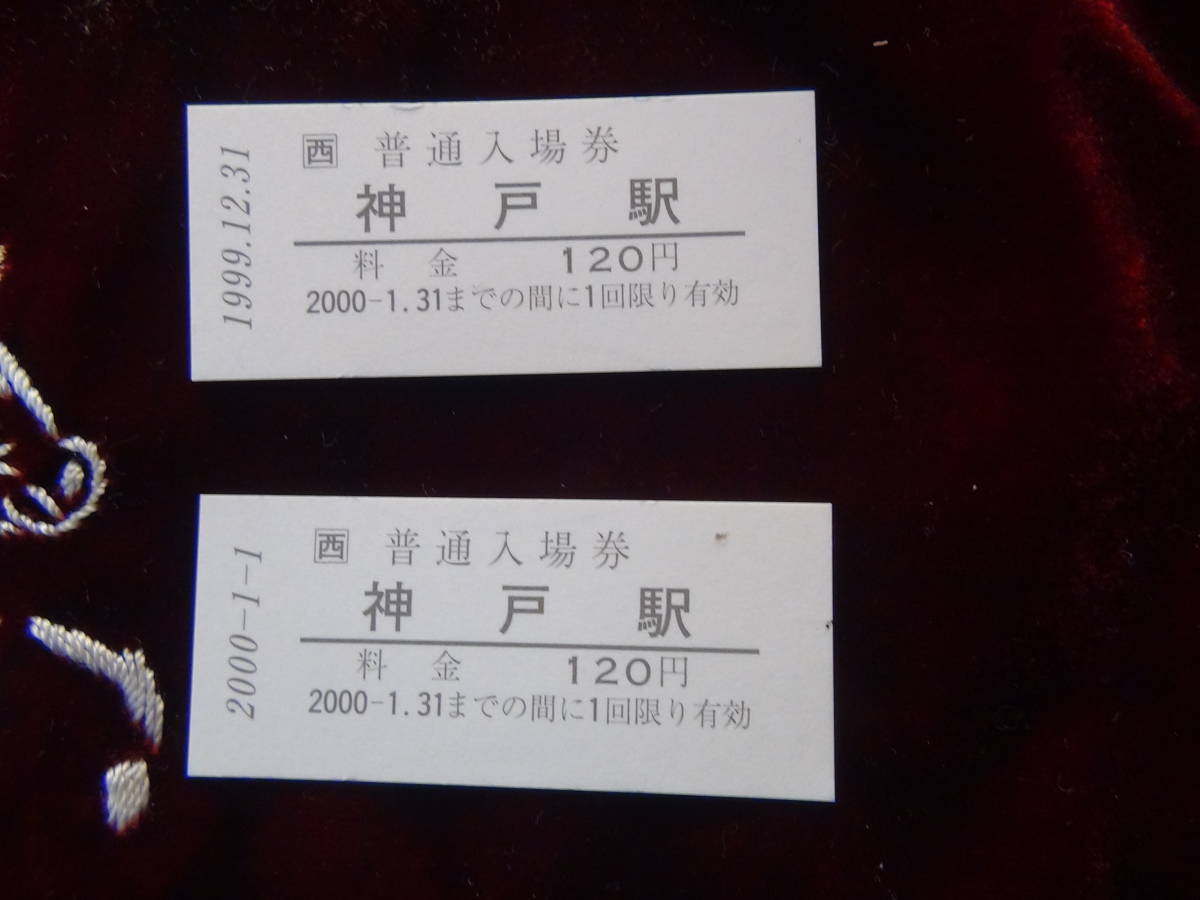 1999.12.31
西 普通入場券
神戸駅
料金 120円
2000-1.31までの間に1回限り有効
2000-1-1
西 普通入場券
神戸駅
料金 120円
2000-1.31までの間に1回限り有効